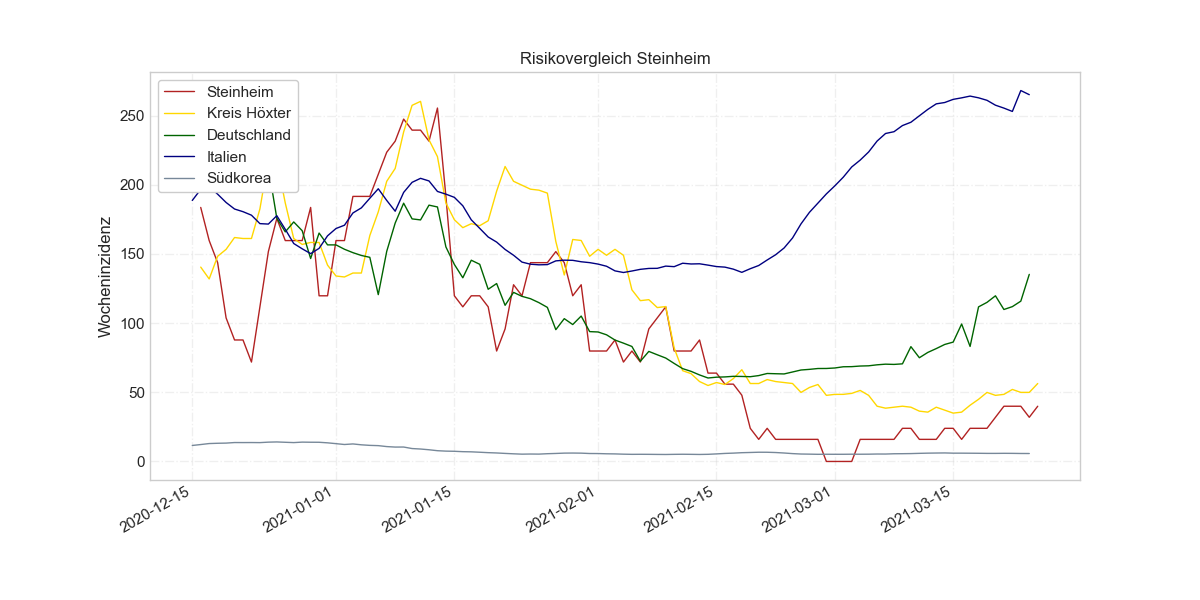 Risikovergleich Steinheim
Wocheninzidenz
250
200
150
100
50
0
Steinheim
Kreis Höxter
Deutschland
Italien
Südkorea
2020-12-15
2021-01-01
2021-01-15
2021-02-01
2021-02-15
2021-03-01
2021-03-15